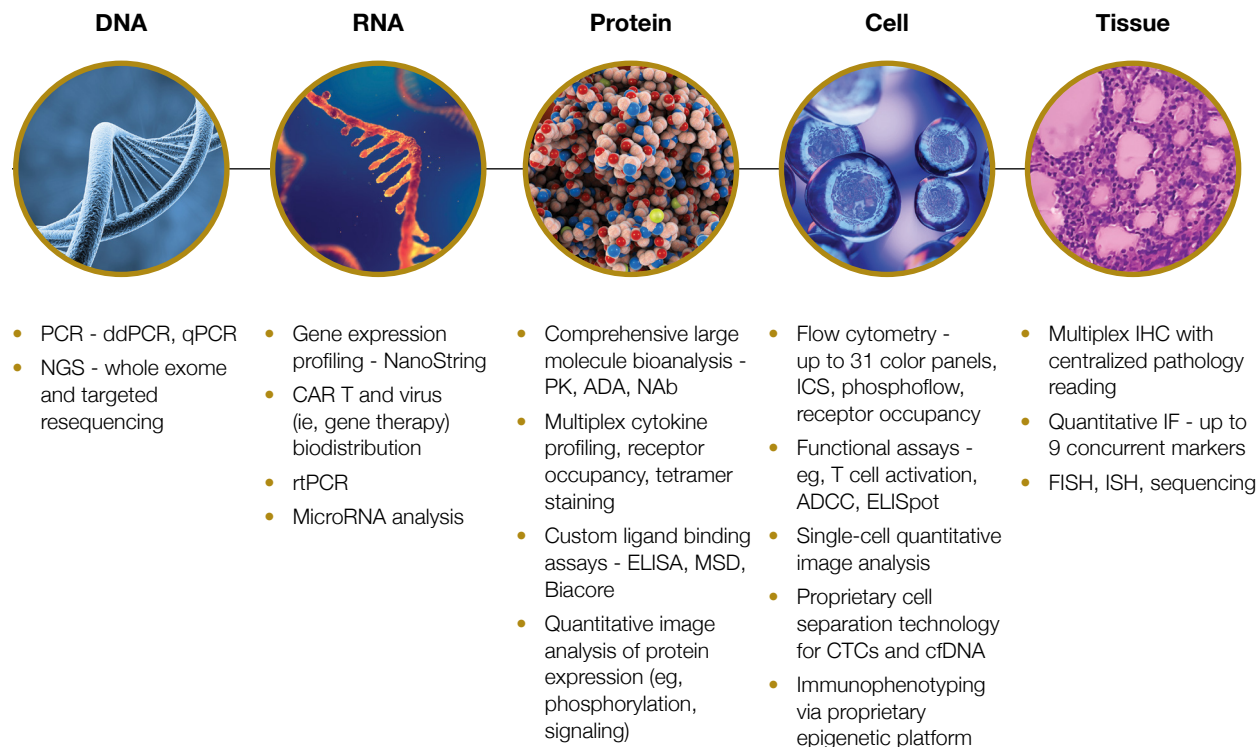 DNA
RNA
Protein
Cell
Tissue
• PCR - ddPCR, qPCR
• NGS - whole exome
and targeted
resequencing
• Gene expression
profiling - NanoString
• CAR T and virus
(ie, gene therapy)
biodistribution
• rtPCR
• MicroRNA analysis
• Comprehensive large
molecule bioanalysis -
PK, ADA, NAb
• Multiplex cytokine
profiling, receptor
occupancy, tetramer
staining
• Custom ligand binding
assays - ELISA, MSD,
Biacore
• Quantitative image
analysis of protein
expression (eg,
phosphorylation,
signaling)
• Flow cytometry -
up to 31 color panels,
ICS, phosphoflow,
receptor occupancy
• Functional assays -
eg, T cell activation,
ADCC, ELISpot
• Single-cell quantitative
image analysis
• Proprietary cell
separation technology
for CTCs and cfDNA
• Immunophenotyping
via proprietary
epigenetic platform
• Multiplex IHC with
centralized pathology
reading
• Quantitative IF - up to
9 concurrent markers
• FISH, ISH, sequencing